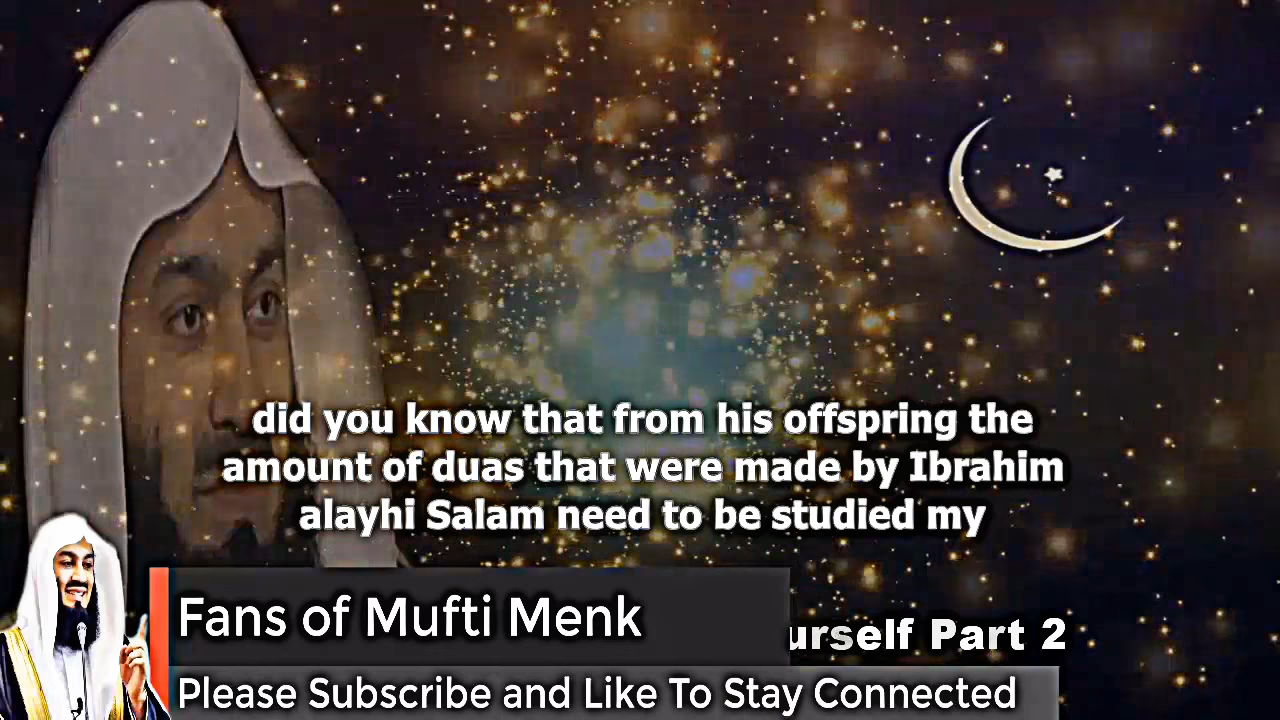 did you know that from his offspring the
amount of duas that were made by Ibrahim
alayhi Salam need to be studied my
Fans of Mufti Menk
urself Part 2
Please Subscribe and Like To Stay Connected